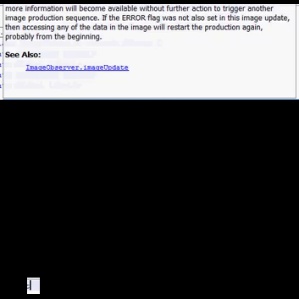 more information will become available without further action to trigger another
image production sequence. If the ERROR flag was not also set in this image update,
then accessing any of the data in the image will restart the production again,
probably from the beginning.
See Also:
ImageObserver.imageUpdate